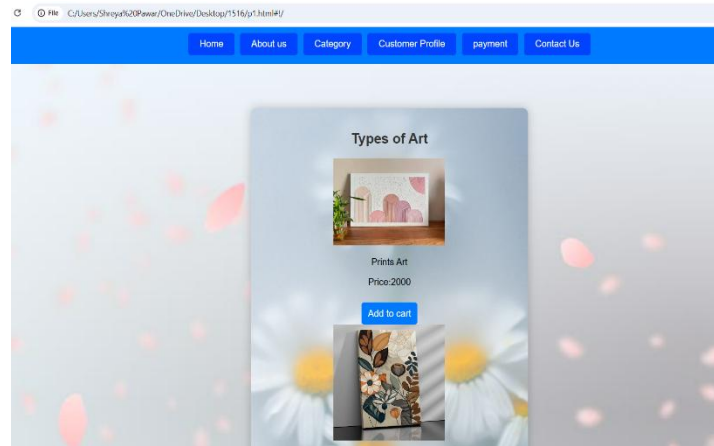 File C:/Users/Shreya%20Pawar/OneDrive/Desktop/1516/p1.html#!/
Home About us Category Customer Profile payment Contact Us
Types of Art
Prints Art
Price:2000
Add to cart